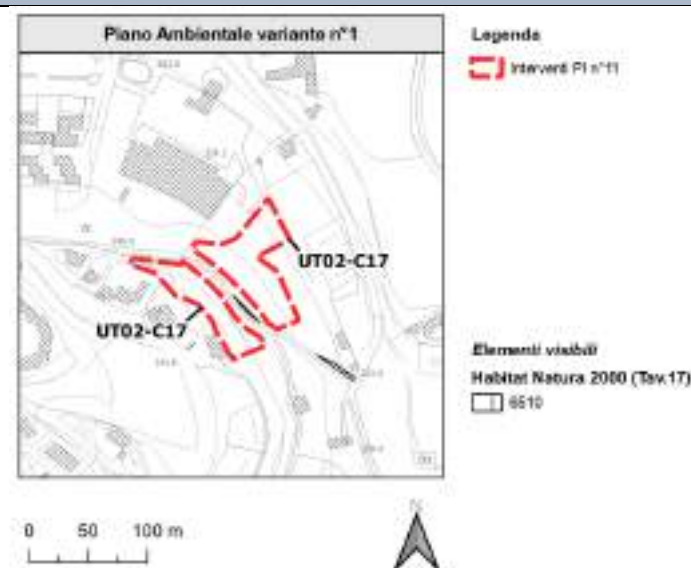 Piano Ambientale variante n°1
Legenda
Interventi PI n°11
UT02-C17
UT02-C17
Elementi visibili
Habitat Natura 2000 (Tav.17)
6510
0 50 100 m
N